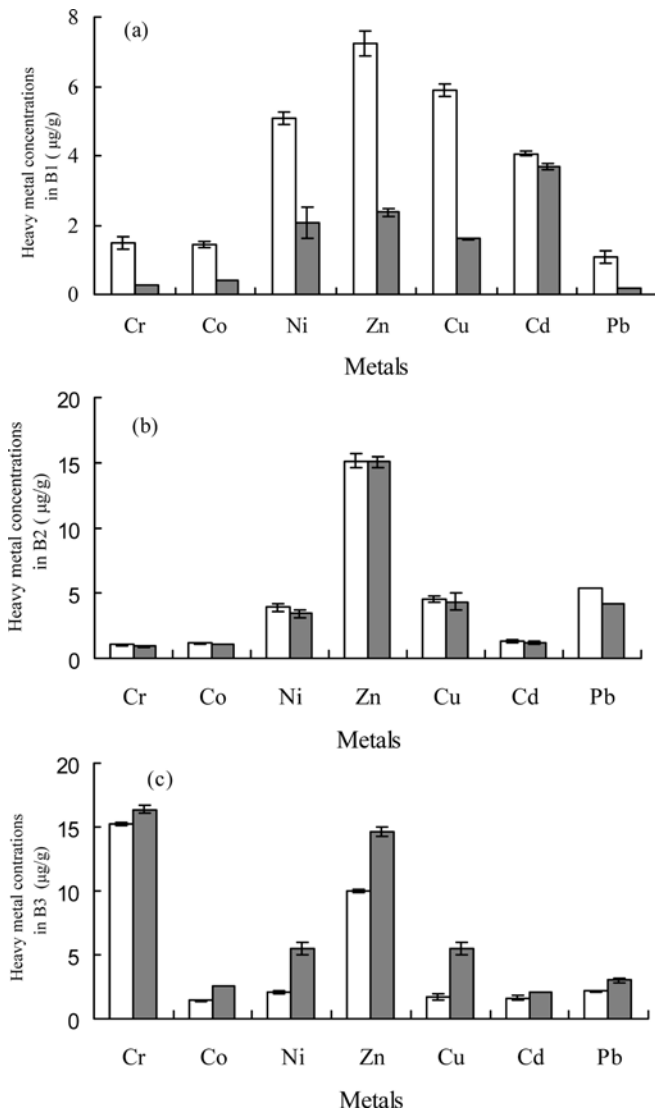 (a)
Heavy metal concentrations
in B1 ( μg/g)
8
6
4
2
0
Cr Co Ni Zn Cu Cd Pb
Metals
(b)
Heavy metal concentrations
in B2 ( μg/g)
20
15
10
5
0
Cr Co Ni Zn Cu Cd Pb
Metals
(c)
Heavy metal contrations
in B3 (μg/g)
20
15
10
5
0
Cr Co Ni Zn Cu Cd Pb
Metals